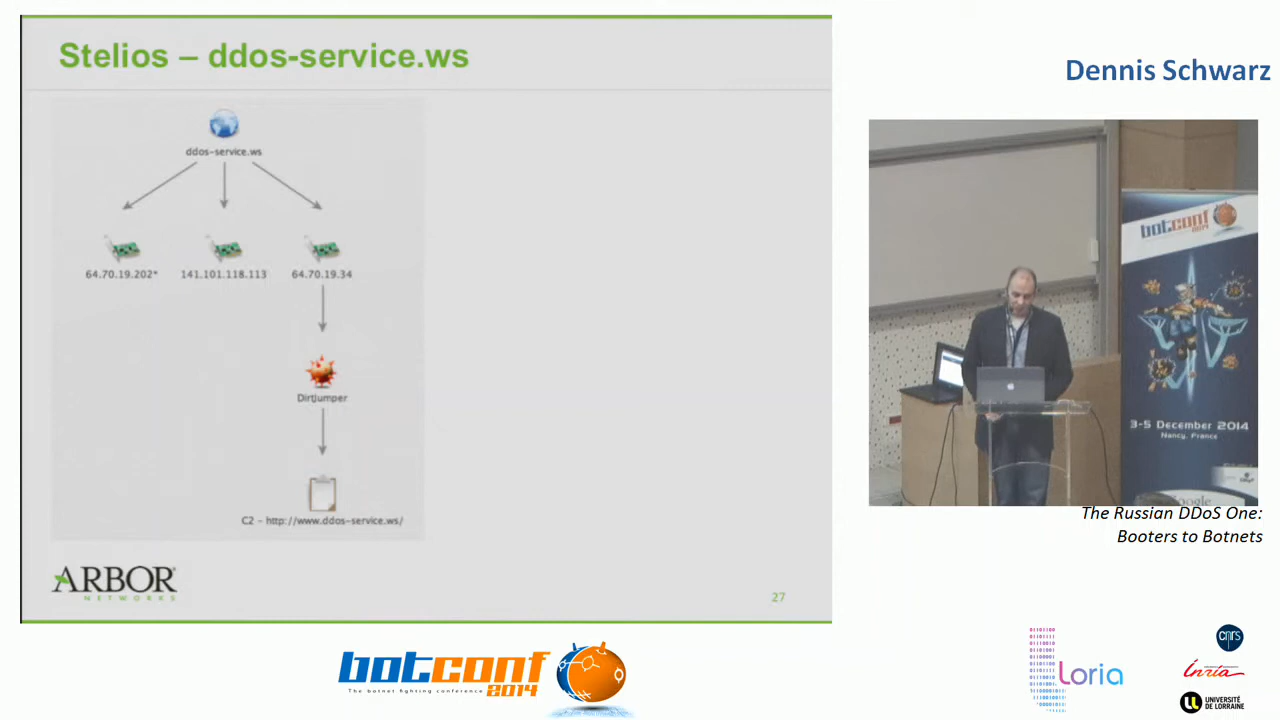 Stelios – ddos-service.ws
ddos-service.ws
64.70.19.202* 141.101.118.113 64.70.19.34
DirtJumper
C2 - http://www.ddos-service.ws/
ARBOR
NETWORKS
27
Dennis Schwarz
botconf
2014
3-5 December 2014
Nancy, France
Google
The Russian DDoS One:
Booters to Botnets
botconf
The botnet fighting conference 2014
Loria
cnrs
inria
UNIVERSITÉ
DE LORRAINE